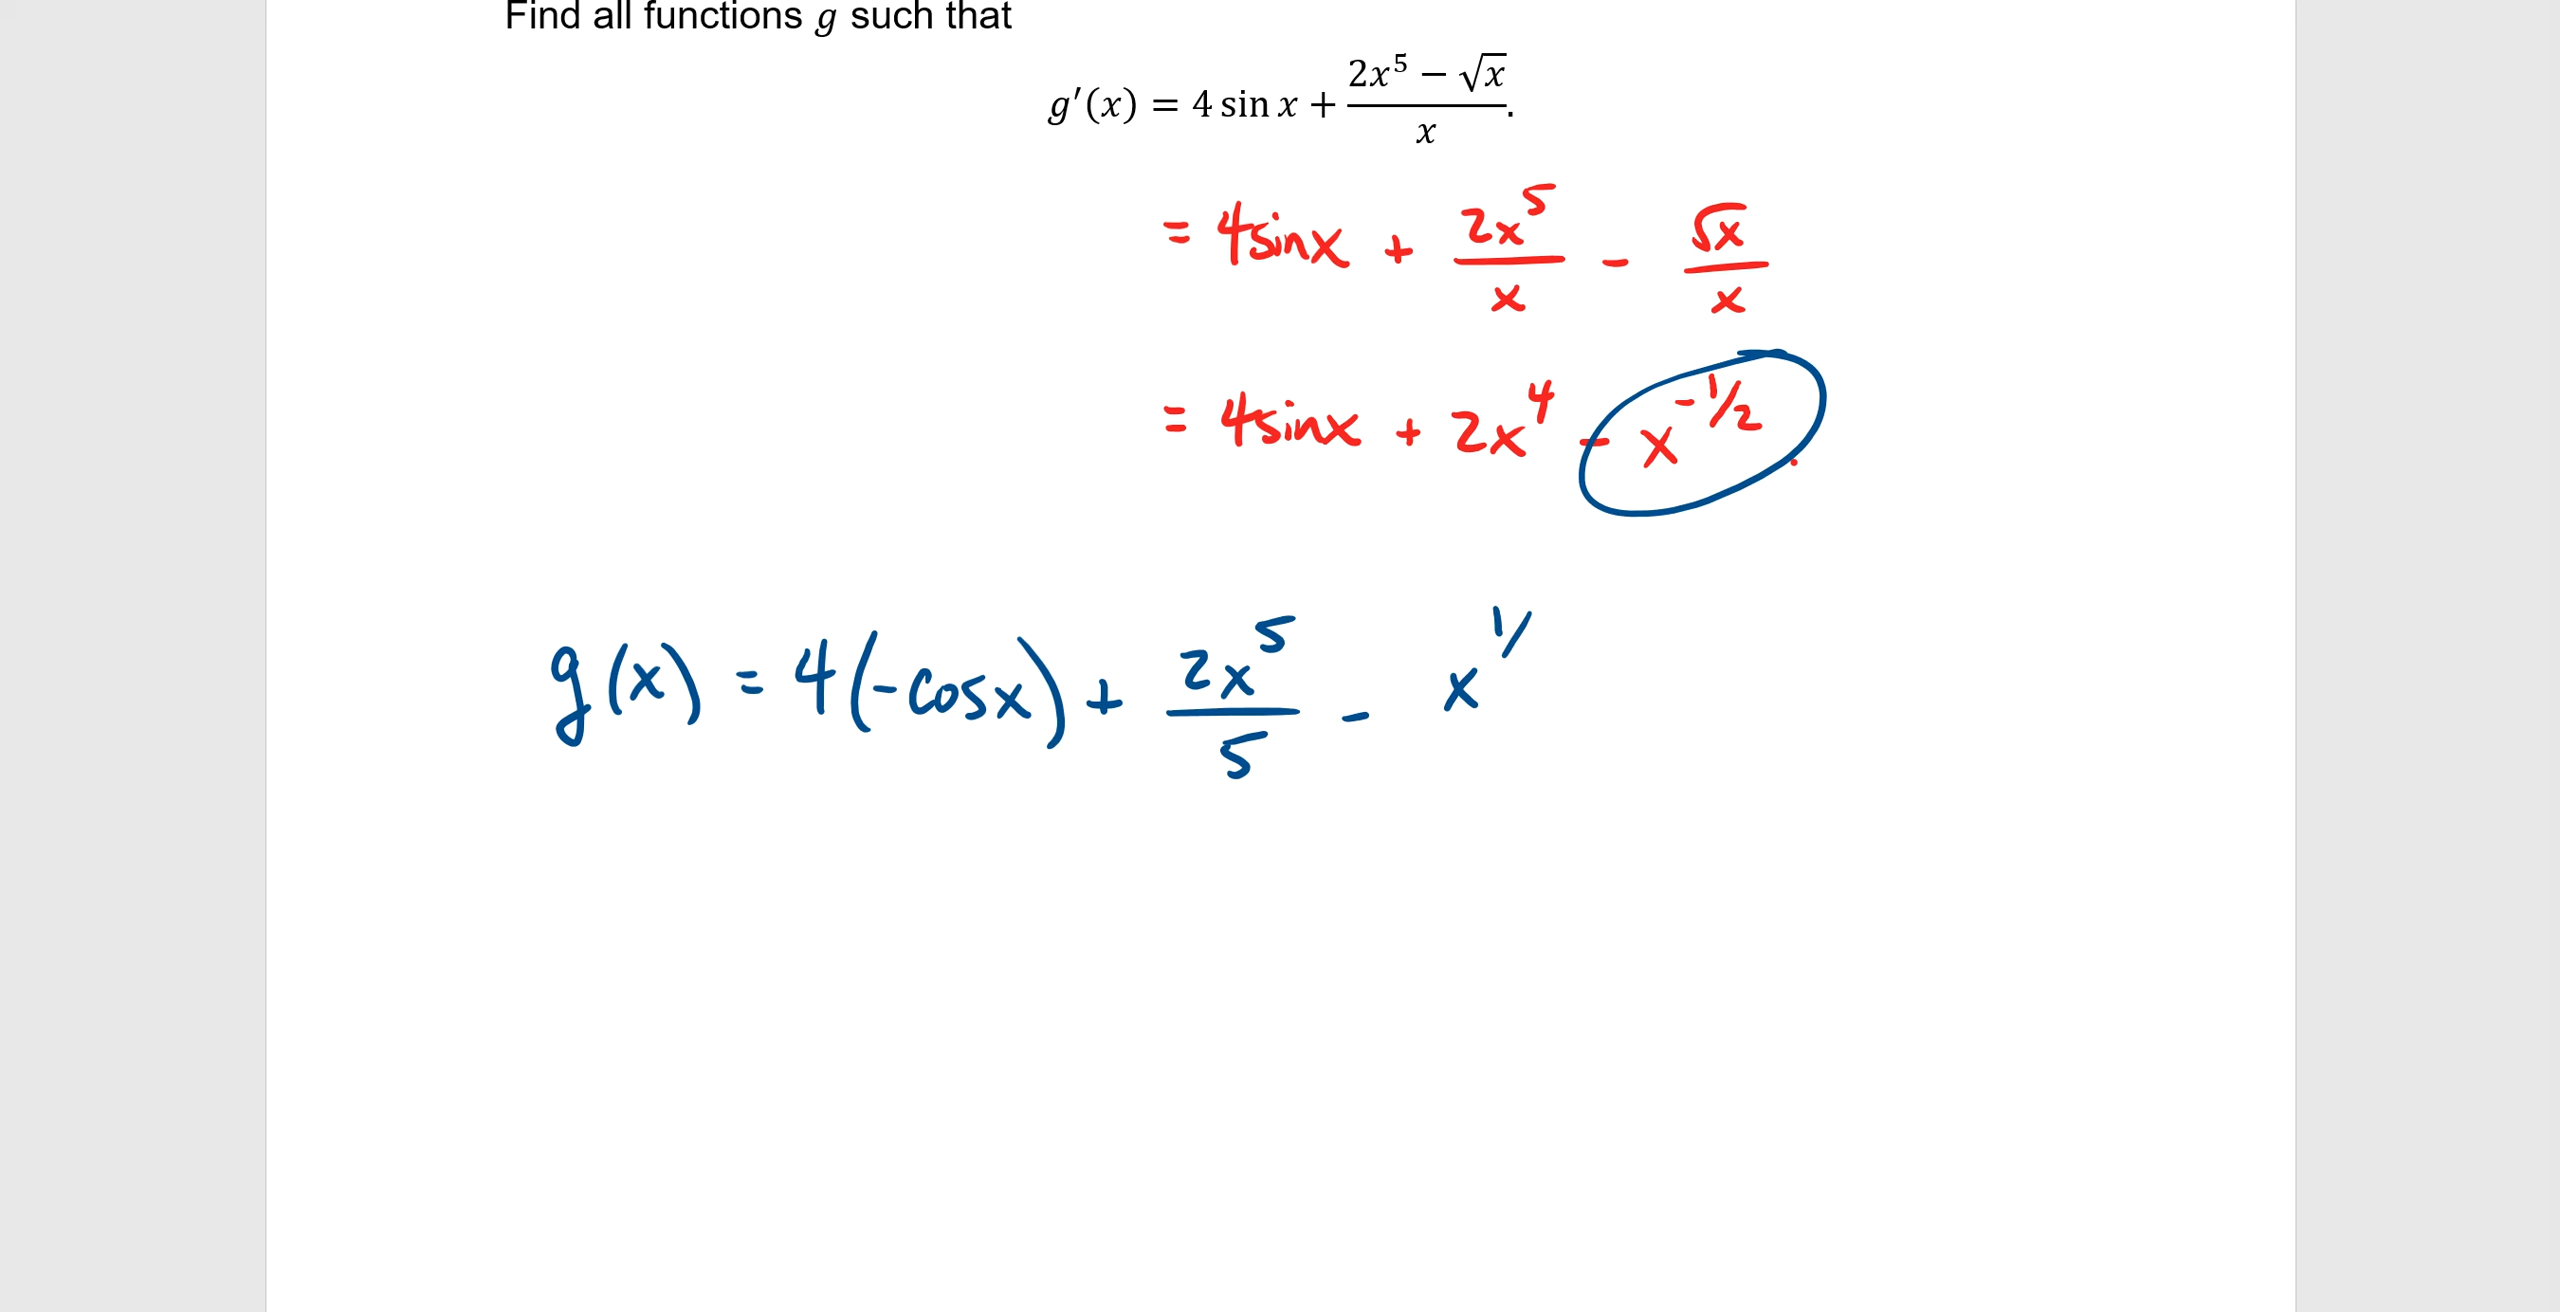 Find all functions g such that
g′(x) = 4 sin x + (2x⁵ − √x)/x.
= 4sinx + 2x⁵/x - √x/x
= 4sinx + 2x⁴ - x^(-1/2).
g(x) = 4(-cosx) + 2x⁵/5 - x^(1/